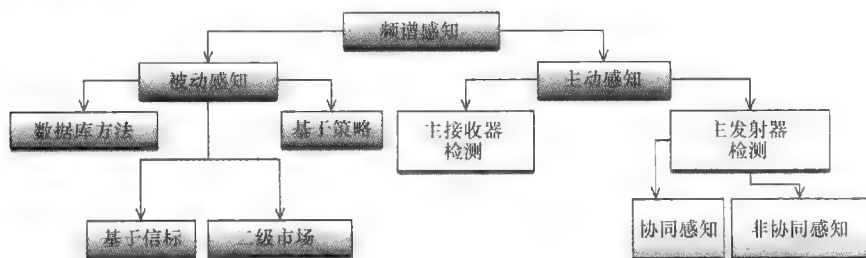 频谱感知
被动感知
主动感知
数据库方法
基于策略
主接收器
检测
主发射器
检测
基于信标
二级市场
协同感知
非协同感知